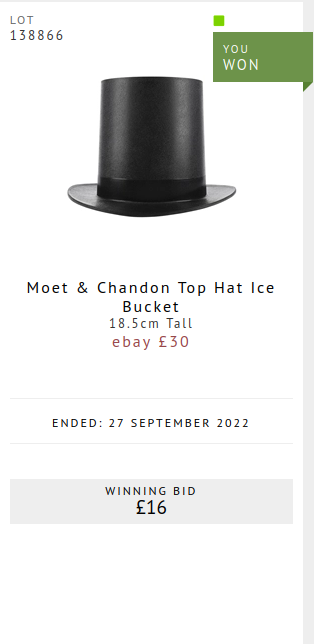 LOT
138866
YOU
WON
Moet & Chandon Top Hat Ice
Bucket
18.5cm Tall
ebay £30
ENDED: 27 SEPTEMBER 2022
WINNING BID
£16